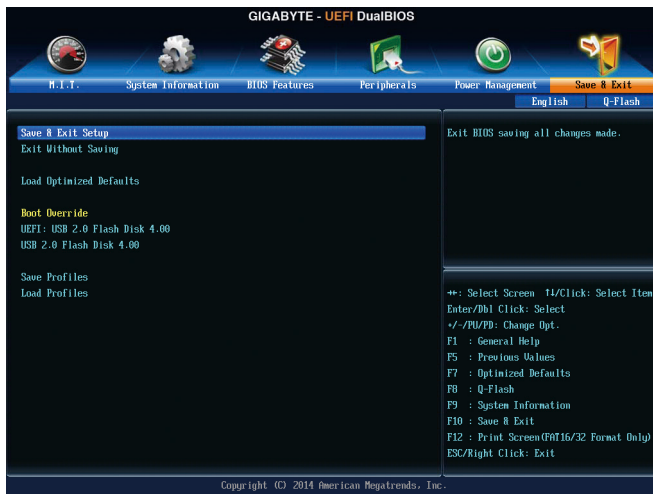 GIGABYTE - UEFI DualBIOS
M.I.T. System Information BIOS Features Peripherals Power Management Save & Exit
English Q-Flash
Save & Exit Setup
Exit Without Saving
Load Optimized Defaults
Boot Override
UEFI: USB 2.0 Flash Disk 4.00
USB 2.0 Flash Disk 4.00
Save Profiles
Load Profiles
Exit BIOS saving all changes made.
→←: Select Screen ↑↓/Click: Select Item
Enter/Dbl Click: Select
+/-/PU/PD: Change Opt.
F1 : General Help
F5 : Previous Values
F7 : Optimized Defaults
F8 : Q-Flash
F9 : System Information
F10 : Save & Exit
F12 : Print Screen(FAT16/32 Format Only)
ESC/Right Click: Exit
Copyright (C) 2014 American Megatrends, Inc.